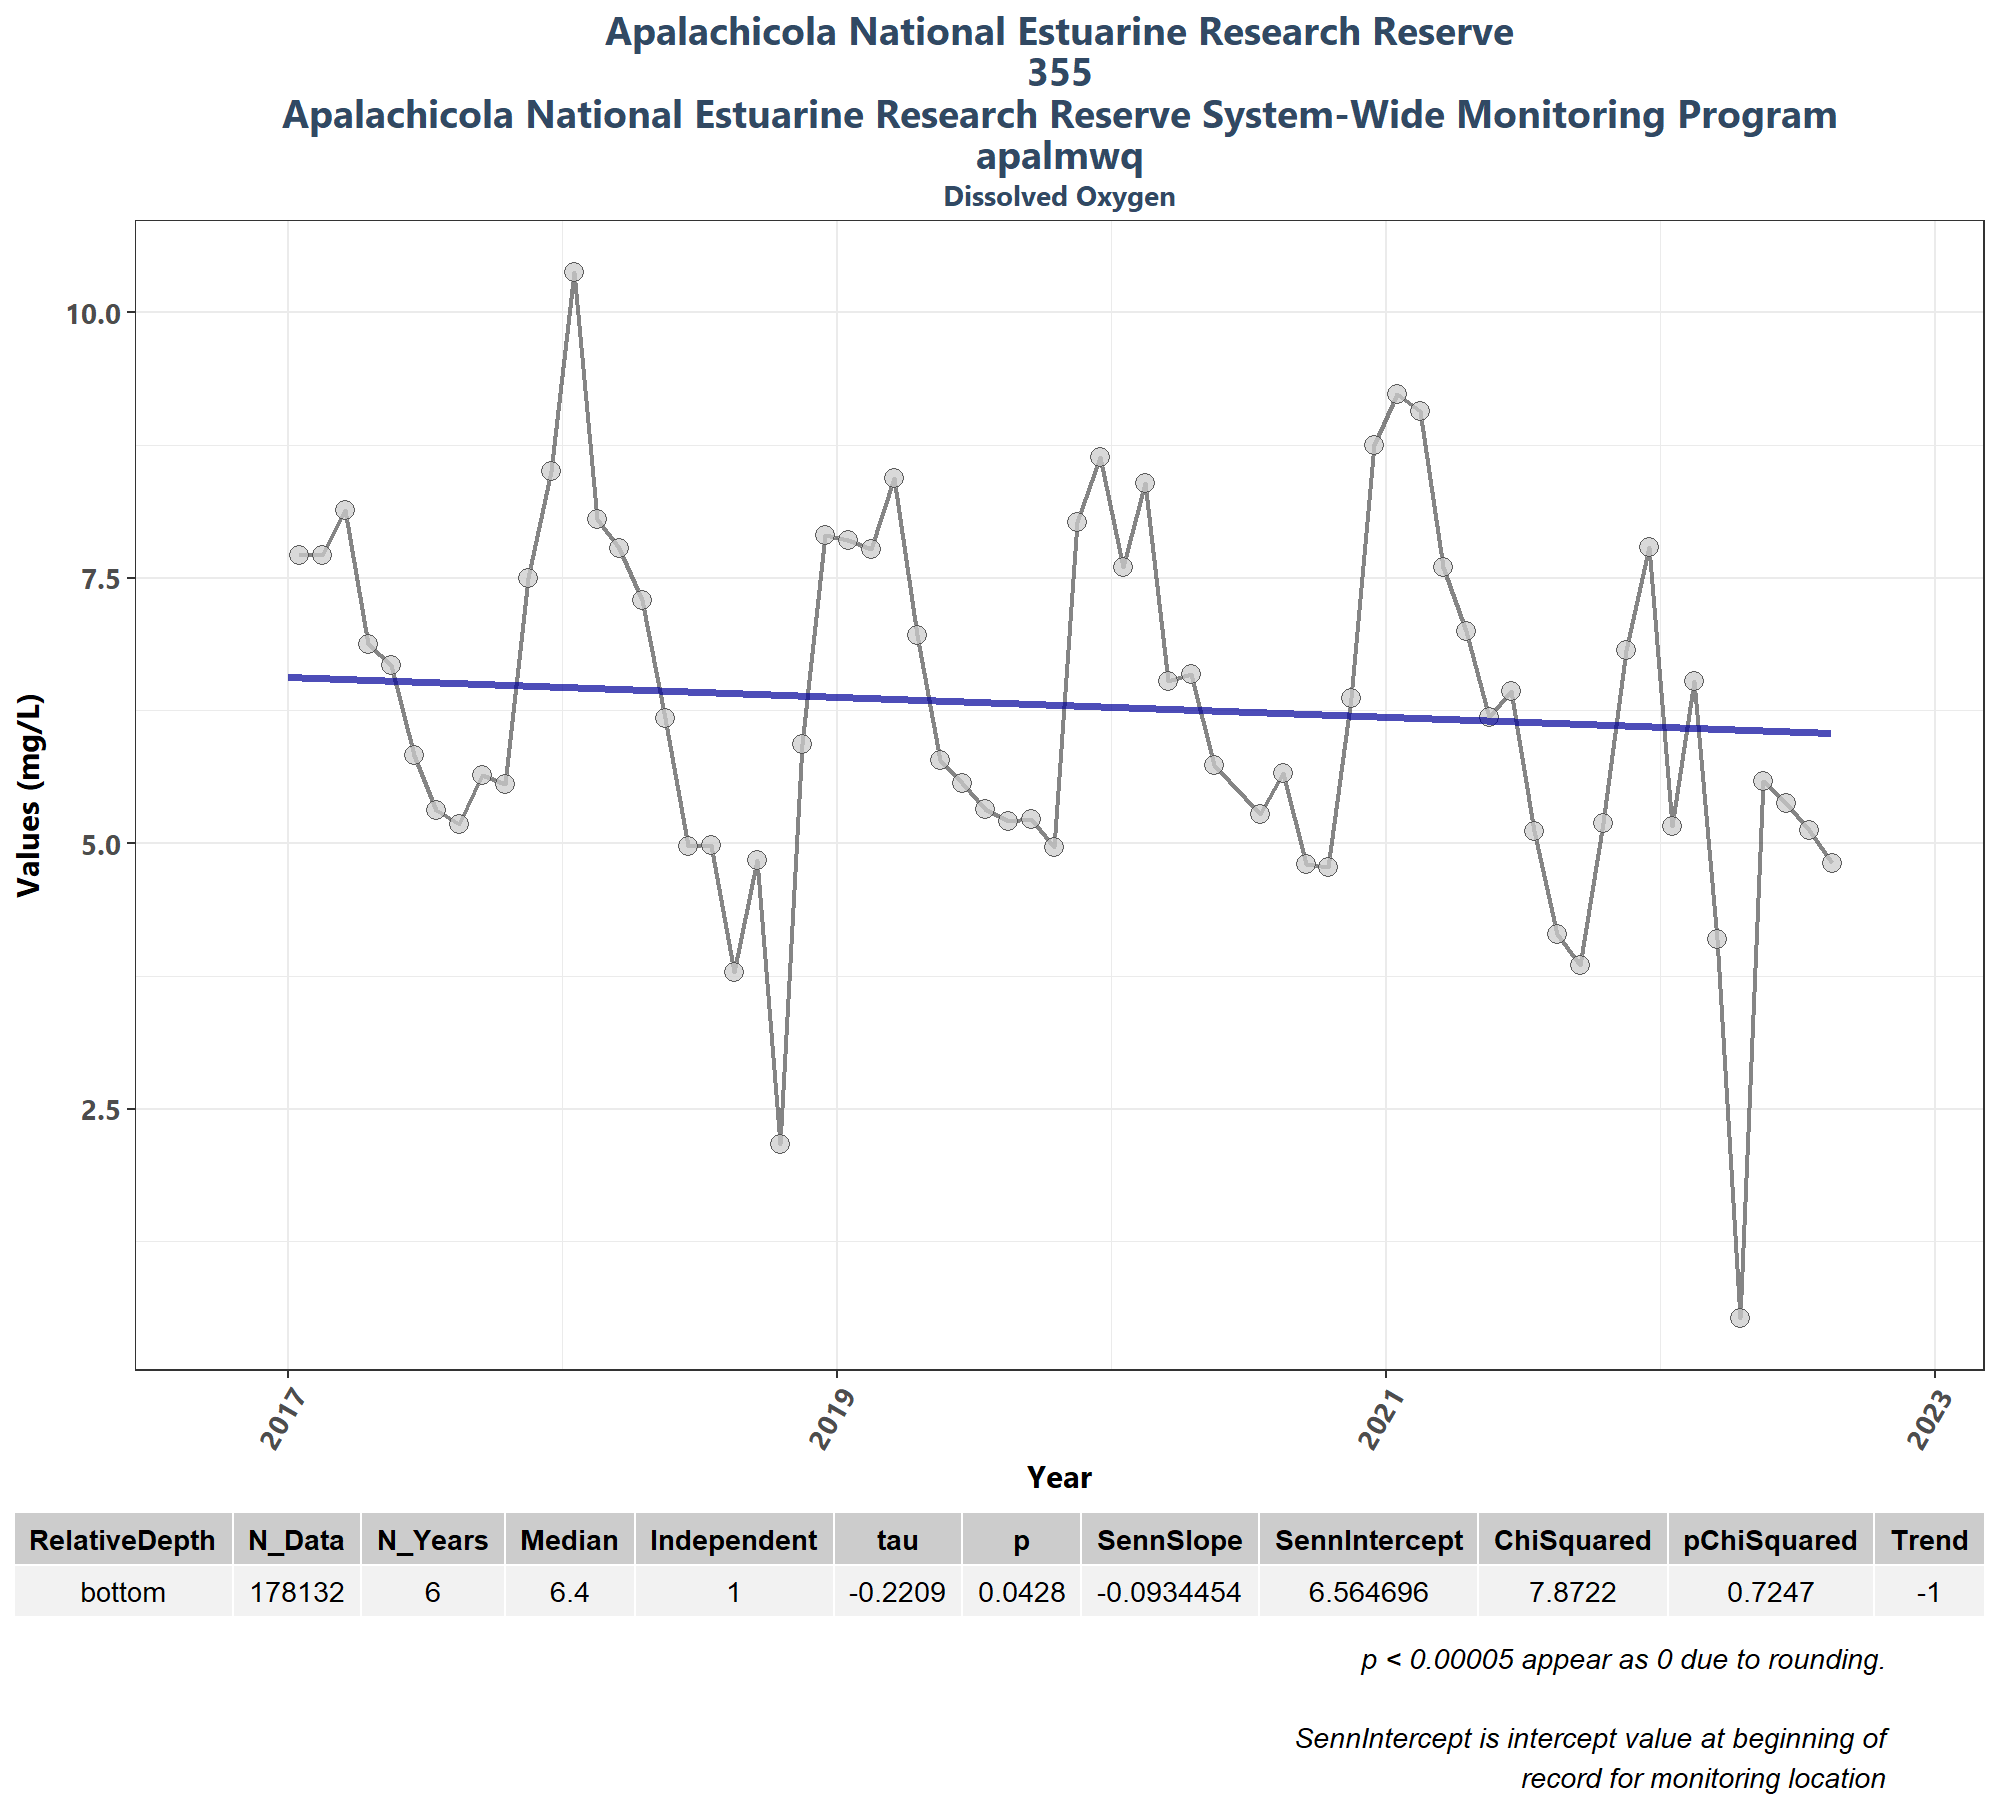 Apalachicola National Estuarine Research Reserve
355
Apalachicola National Estuarine Research Reserve System-Wide Monitoring Program
apalmwq
Dissolved Oxygen
10.0
7.5
5.0
2.5
Values (mg/L)
2017
2019
2021
2023
Year
RelativeDepth N_Data N_Years Median Independent tau p SennSlope SennIntercept ChiSquared pChiSquared Trend
bottom 178132 6 6.4 1 -0.2209 0.0428 -0.0934454 6.564696 7.8722 0.7247 -1
p < 0.00005 appear as 0 due to rounding.
SennIntercept is intercept value at beginning of
record for monitoring location